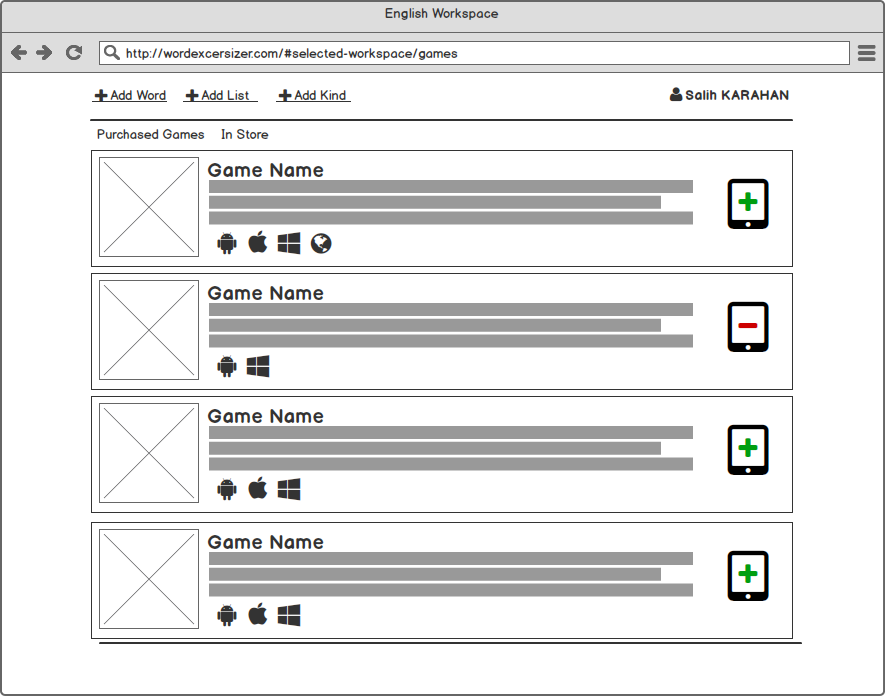 English Workspace
http://wordexcersizer.com/#selected-workspace/games
Add Word Add List Add Kind Salih KARAHAN
Purchased Games In Store
Game Name
Game Name
Game Name
Game Name